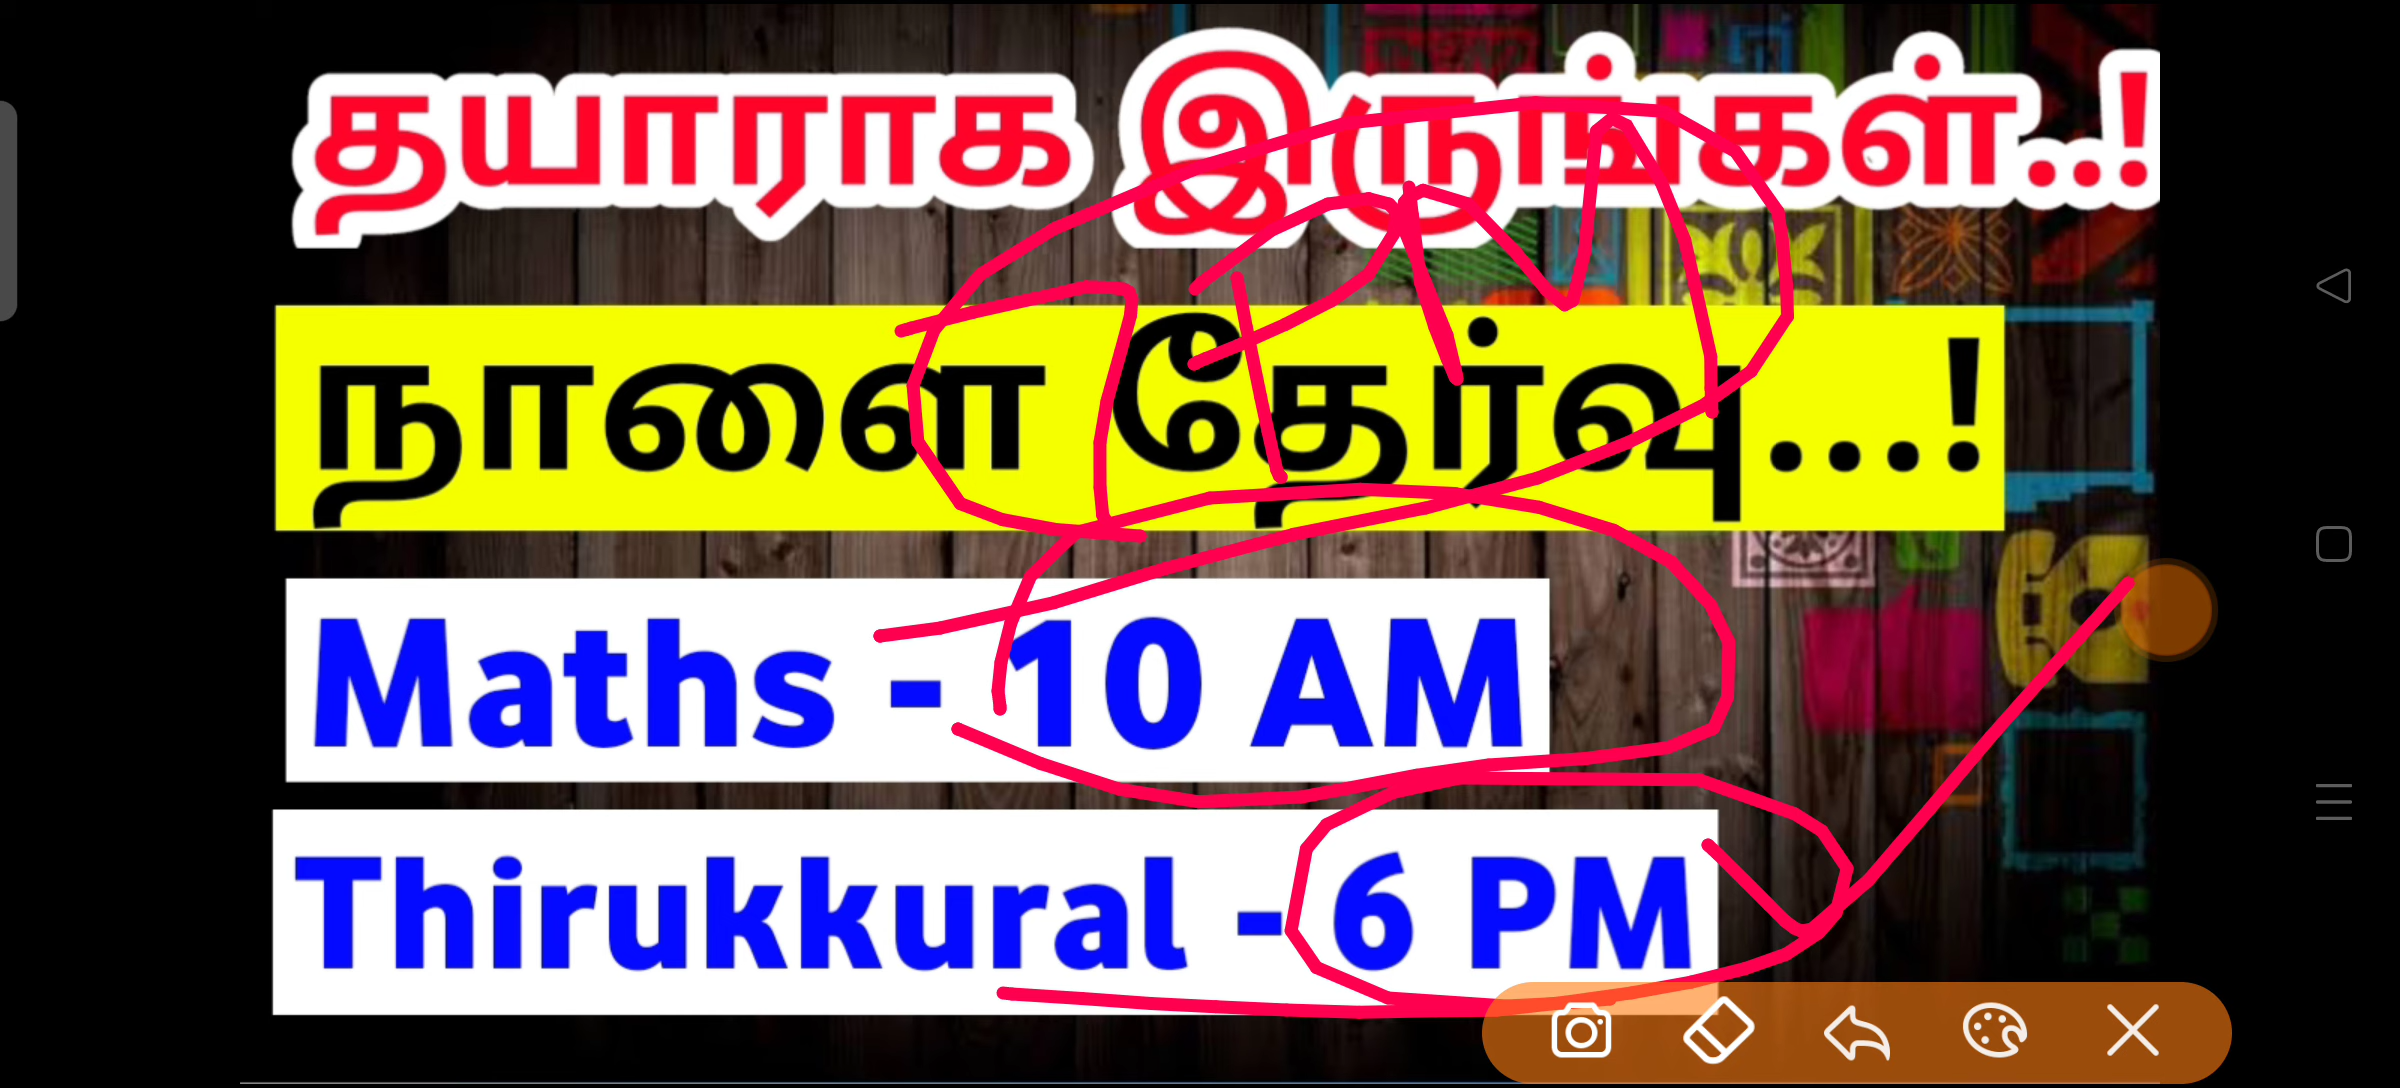 தயாராக இருங்கள்..!
நாளை தேர்வு...!
Maths - 10 AM
Thirukkural - 6 PM